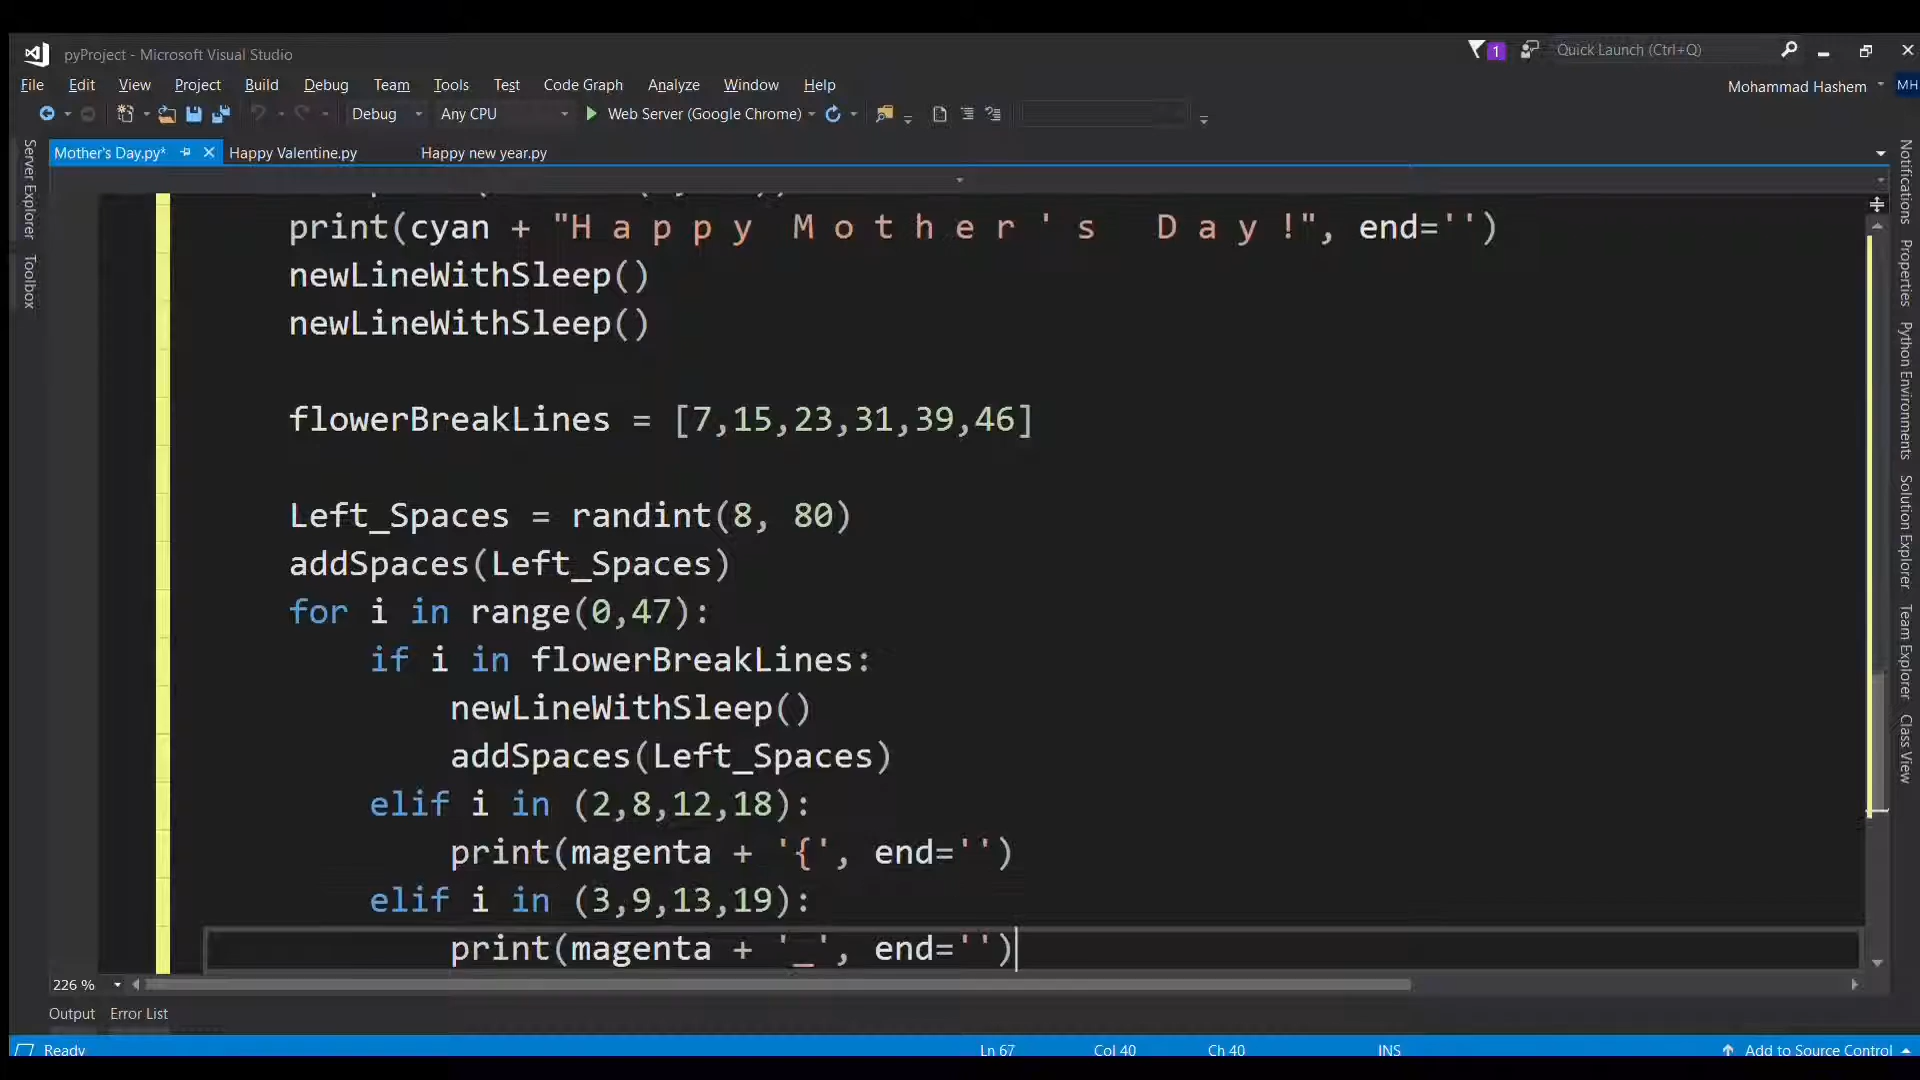 pyProject - Microsoft Visual Studio
1
Quick Launch (Ctrl+Q)
File Edit View Project Build Debug Team Tools Test Code Graph Analyze Window Help
Mohammad Hashem
MH
Debug Any CPU Web Server (Google Chrome)
Mother's Day.py* Happy Valentine.py Happy new year.py
Server Explorer
Toolbox
print(cyan + "H a p p y  M o t h e r ' s   D a y !", end='')
newLineWithSleep()
newLineWithSleep()
flowerBreakLines = [7,15,23,31,39,46]
Left_Spaces = randint(8, 80)
addSpaces(Left_Spaces)
for i in range(0,47):
    if i in flowerBreakLines:
        newLineWithSleep()
        addSpaces(Left_Spaces)
    elif i in (2,8,12,18):
        print(magenta + '{', end='')
    elif i in (3,9,13,19):
        print(magenta + '_', end='')
Notifications
Properties
Python Environments
Solution Explorer
Team Explorer
Class View
226 %
Output Error List
Ready Ln 67 Col 40 Ch 40 INS Add to Source Control